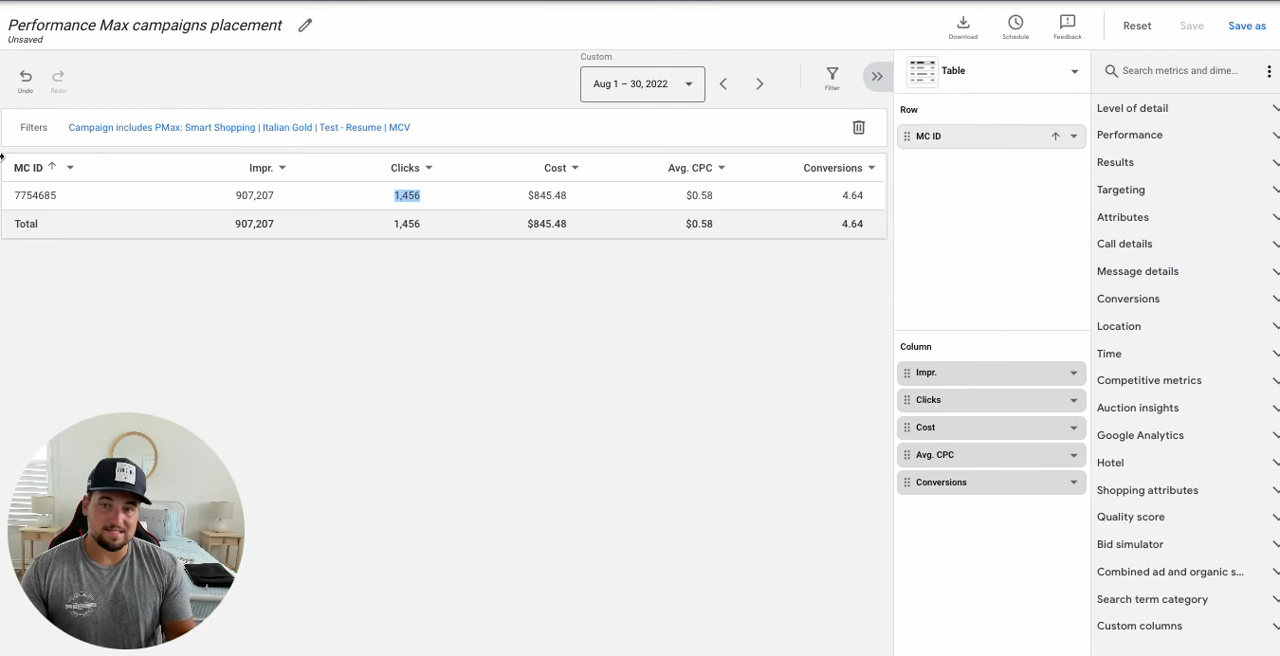 Performance Max campaigns placement
Unsaved
Download
Schedule
Feedback
Reset
Save
Save as
Undo
Redo
Custom
Aug 1 – 30, 2022
Filter
Table
Search metrics and dime...
Filters
Campaign includes PMax: Smart Shopping | Italian Gold | Test - Resume | MCV
MC ID Impr. Clicks Cost Avg. CPC Conversions
7754685 907,207 1,456 $845.48 $0.58 4.64
Total 907,207 1,456 $845.48 $0.58 4.64
Row
MC ID
Column
Impr.
Clicks
Cost
Avg. CPC
Conversions
Level of detail
Performance
Results
Targeting
Attributes
Call details
Message details
Conversions
Location
Time
Competitive metrics
Auction insights
Google Analytics
Hotel
Shopping attributes
Quality score
Bid simulator
Combined ad and organic s...
Search term category
Custom columns